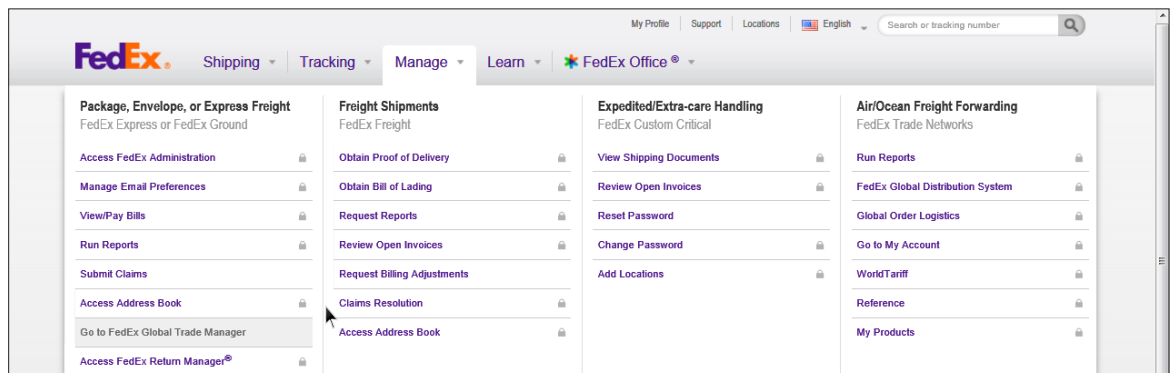 My Profile Support Locations English Search or tracking number
FedEx. Shipping Tracking Manage Learn FedEx Office ®
Package, Envelope, or Express Freight
FedEx Express or FedEx Ground
Access FedEx Administration
Manage Email Preferences
View/Pay Bills
Run Reports
Submit Claims
Access Address Book
Go to FedEx Global Trade Manager
Access FedEx Return Manager®
Freight Shipments
FedEx Freight
Obtain Proof of Delivery
Obtain Bill of Lading
Request Reports
Review Open Invoices
Request Billing Adjustments
Claims Resolution
Access Address Book
Expedited/Extra-care Handling
FedEx Custom Critical
View Shipping Documents
Review Open Invoices
Reset Password
Change Password
Add Locations
Air/Ocean Freight Forwarding
FedEx Trade Networks
Run Reports
FedEx Global Distribution System
Global Order Logistics
Go to My Account
WorldTariff
Reference
My Products